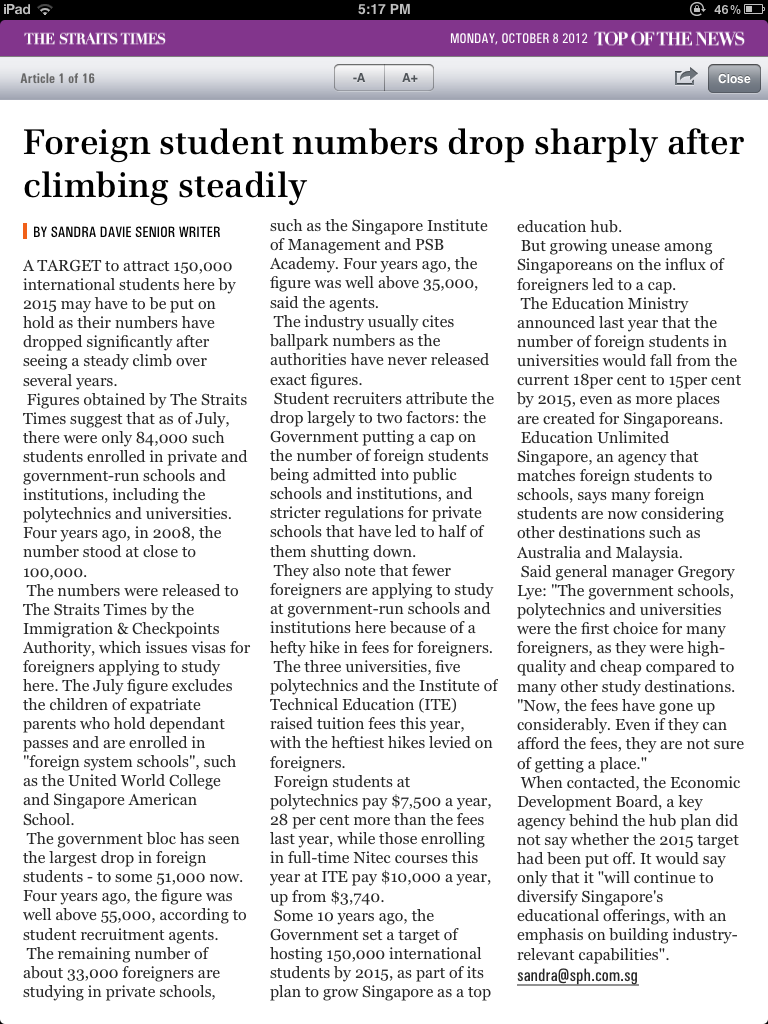 iPad 5:17 PM 46%
THE STRAITS TIMES MONDAY, OCTOBER 8 2012 TOP OF THE NEWS
Article 1 of 16 -A A+ Close
Foreign student numbers drop sharply after
climbing steadily
BY SANDRA DAVIE SENIOR WRITER
A TARGET to attract 150,000
international students here by
2015 may have to be put on
hold as their numbers have
dropped significantly after
seeing a steady climb over
several years.
Figures obtained by The Straits
Times suggest that as of July,
there were only 84,000 such
students enrolled in private and
government-run schools and
institutions, including the
polytechnics and universities.
Four years ago, in 2008, the
number stood at close to
100,000.
The numbers were released to
The Straits Times by the
Immigration & Checkpoints
Authority, which issues visas for
foreigners applying to study
here. The July figure excludes
the children of expatriate
parents who hold dependant
passes and are enrolled in
"foreign system schools", such
as the United World College
and Singapore American
School.
The government bloc has seen
the largest drop in foreign
students - to some 51,000 now.
Four years ago, the figure was
well above 55,000, according to
student recruitment agents.
The remaining number of
about 33,000 foreigners are
studying in private schools,
such as the Singapore Institute
of Management and PSB
Academy. Four years ago, the
figure was well above 35,000,
said the agents.
The industry usually cites
ballpark numbers as the
authorities have never released
exact figures.
Student recruiters attribute the
drop largely to two factors: the
Government putting a cap on
the number of foreign students
being admitted into public
schools and institutions, and
stricter regulations for private
schools that have led to half of
them shutting down.
They also note that fewer
foreigners are applying to study
at government-run schools and
institutions here because of a
hefty hike in fees for foreigners.
The three universities, five
polytechnics and the Institute of
Technical Education (ITE)
raised tuition fees this year,
with the heftiest hikes levied on
foreigners.
Foreign students at
polytechnics pay $7,500 a year,
28 per cent more than the fees
last year, while those enrolling
in full-time Nitec courses this
year at ITE pay $10,000 a year,
up from $3,740.
Some 10 years ago, the
Government set a target of
hosting 150,000 international
students by 2015, as part of its
plan to grow Singapore as a top
education hub.
But growing unease among
Singaporeans on the influx of
foreigners led to a cap.
The Education Ministry
announced last year that the
number of foreign students in
universities would fall from the
current 18per cent to 15per cent
by 2015, even as more places
are created for Singaporeans.
Education Unlimited
Singapore, an agency that
matches foreign students to
schools, says many foreign
students are now considering
other destinations such as
Australia and Malaysia.
Said general manager Gregory
Lye: "The government schools,
polytechnics and universities
were the first choice for many
foreigners, as they were high-
quality and cheap compared to
many other study destinations.
"Now, the fees have gone up
considerably. Even if they can
afford the fees, they are not sure
of getting a place."
When contacted, the Economic
Development Board, a key
agency behind the hub plan did
not say whether the 2015 target
had been put off. It would say
only that it "will continue to
diversify Singapore's
educational offerings, with an
emphasis on building industry-
relevant capabilities".
sandra@sph.com.sg